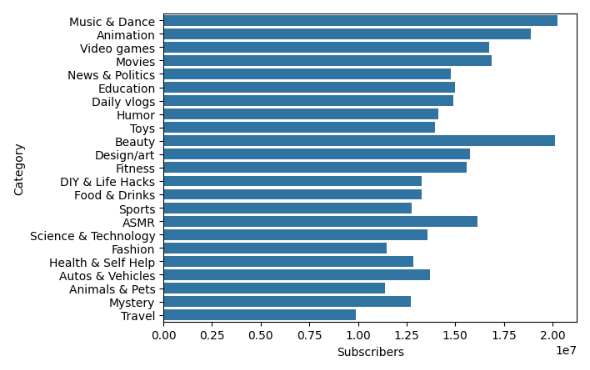 Music & Dance
Animation
Video games
Movies
News & Politics
Education
Daily vlogs
Humor
Toys
Beauty
Design/art
Fitness
DIY & Life Hacks
Food & Drinks
Sports
ASMR
Science & Technology
Fashion
Health & Self Help
Autos & Vehicles
Animals & Pets
Mystery
Travel
Category
0.00 0.25 0.50 0.75 1.00 1.25 1.50 1.75 2.00
1e7
Subscribers